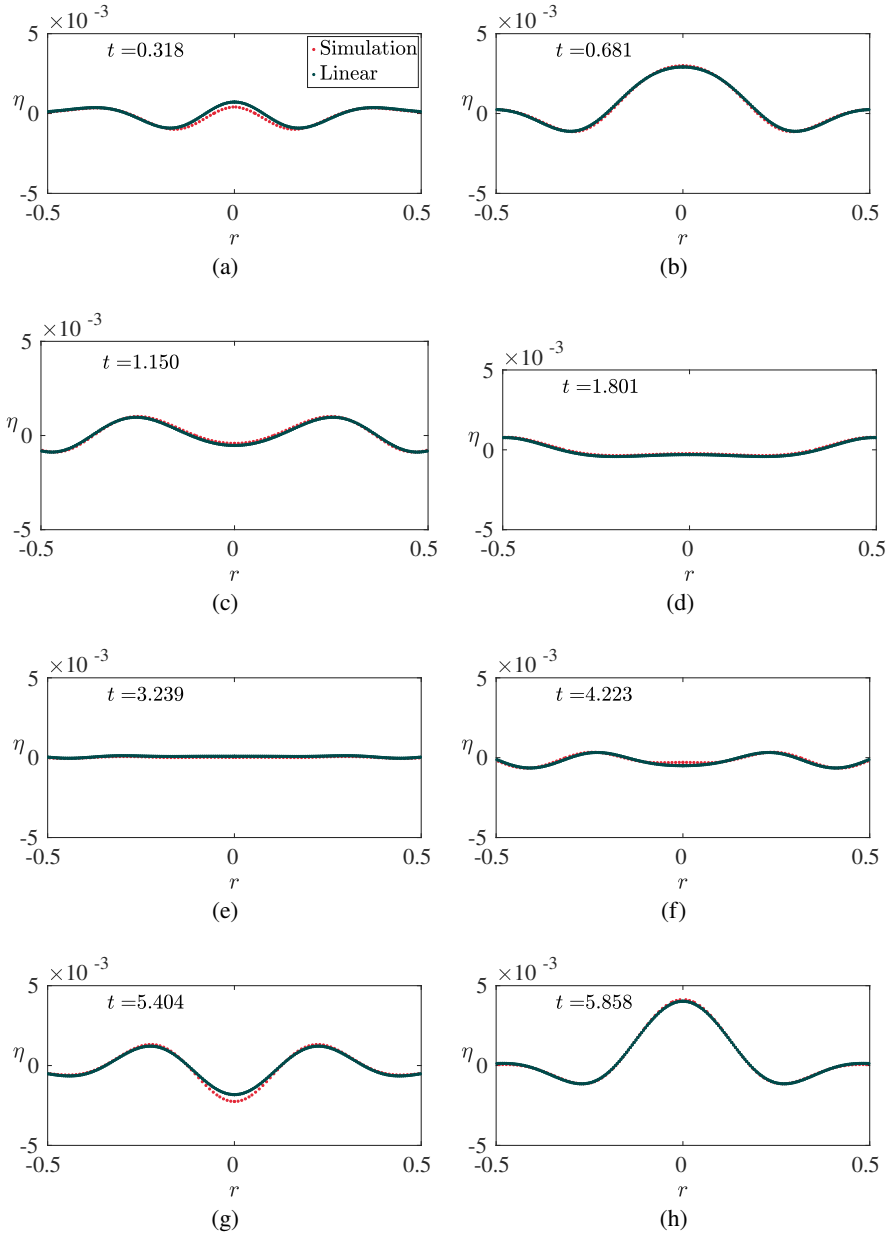 ×10 -3
5
t =0.318
Simulation
Linear
η
0
-5
-0.5 0 0.5
r
(a)
×10 -3
5
t =0.681
η
0
-5
-0.5 0 0.5
r
(b)
×10 -3
5
t =1.150
η
0
-5
-0.5 0 0.5
r
(c)
×10 -3
5
t =1.801
η
0
-5
-0.5 0 0.5
r
(d)
×10 -3
5
t =3.239
η
0
-5
-0.5 0 0.5
r
(e)
×10 -3
5
t =4.223
η
0
-5
-0.5 0 0.5
r
(f)
×10 -3
5
t =5.404
η
0
-5
-0.5 0 0.5
r
(g)
×10 -3
5
t =5.858
η
0
-5
-0.5 0 0.5
r
(h)